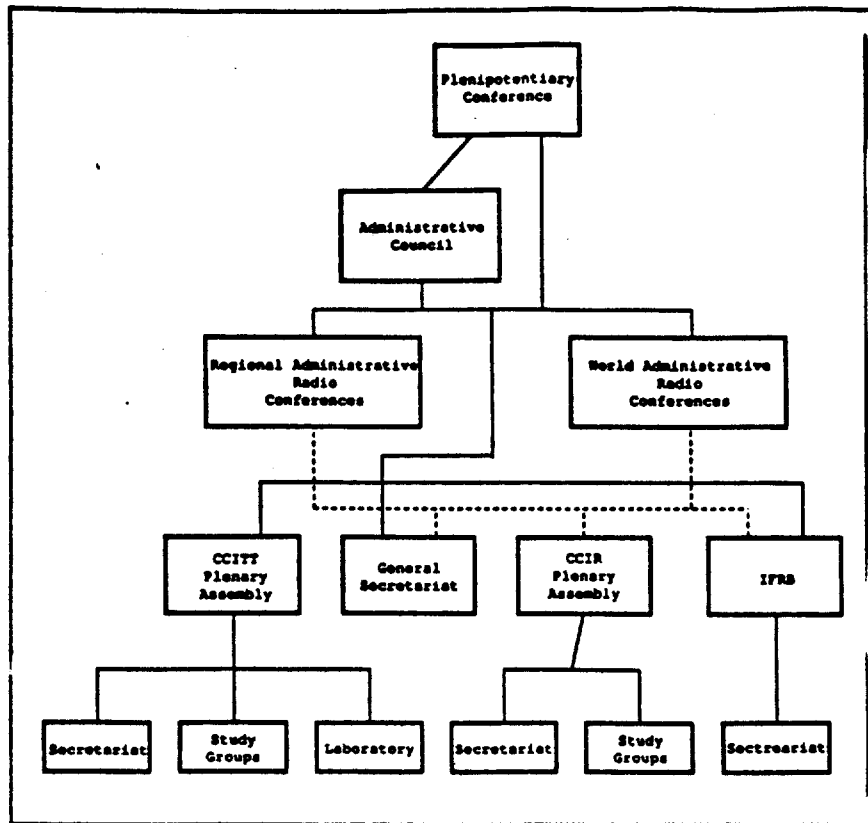 Plenipotentiary
Conference
Administrative
Council
Regional Administrative
Radio
Conferences
World Administrative
Radio
Conferences
CCITT
Plenary
Assembly
General
Secretariat
CCIR
Plenary
Assembly
IFRB
Secretariat
Study
Groups
Laboratory
Secretariat
Study
Groups
Sectreariat